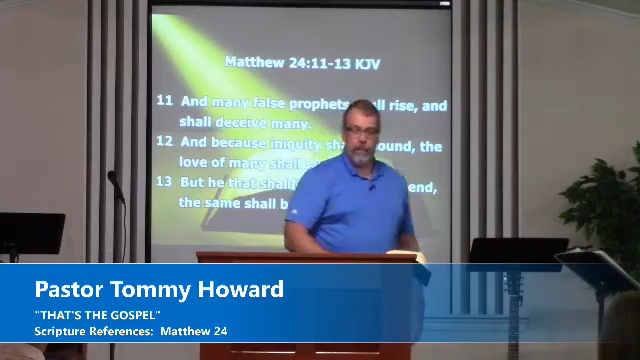 Matthew 24:11-13 KJV
11 And many false prophets shall rise, and
shall deceive many.
12 And because iniquity sha ound, the
love of many shall
13 But he that shall end,
the same shall b
Pastor Tommy Howard
"THAT'S THE GOSPEL"
Scripture References: Matthew 24